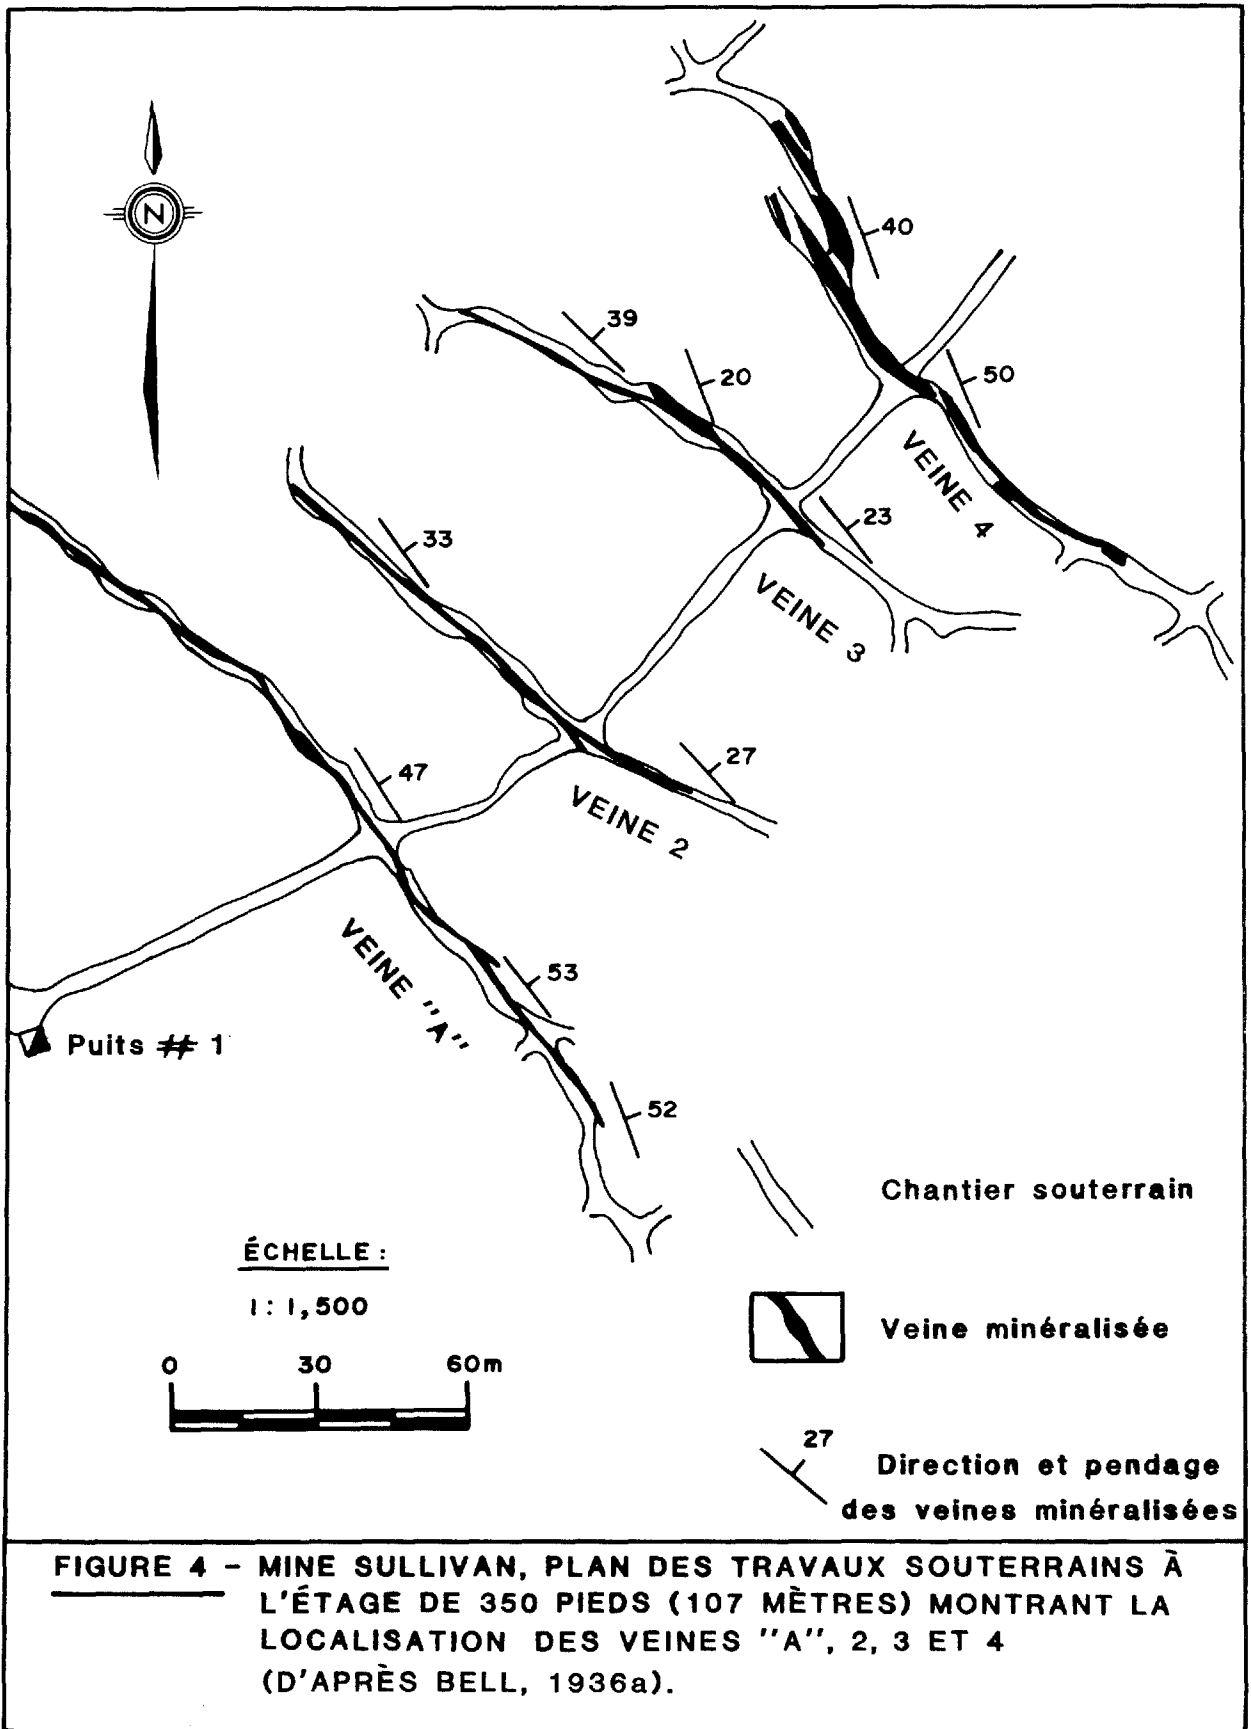 N
40
39
20
50
VEINE 4
23
33
VEINE 3
27
VEINE 2
47
VEINE "A"
53
Puits # 1
52
Chantier souterrain
ÉCHELLE :
1 : 1,500
Veine minéralisée
0 30 60m
27
Direction et pendage
des veines minéralisées
FIGURE 4 - MINE SULLIVAN, PLAN DES TRAVAUX SOUTERRAINS À
L'ÉTAGE DE 350 PIEDS (107 MÈTRES) MONTRANT LA
LOCALISATION DES VEINES "A", 2, 3 ET 4
(D'APRÈS BELL, 1936a).